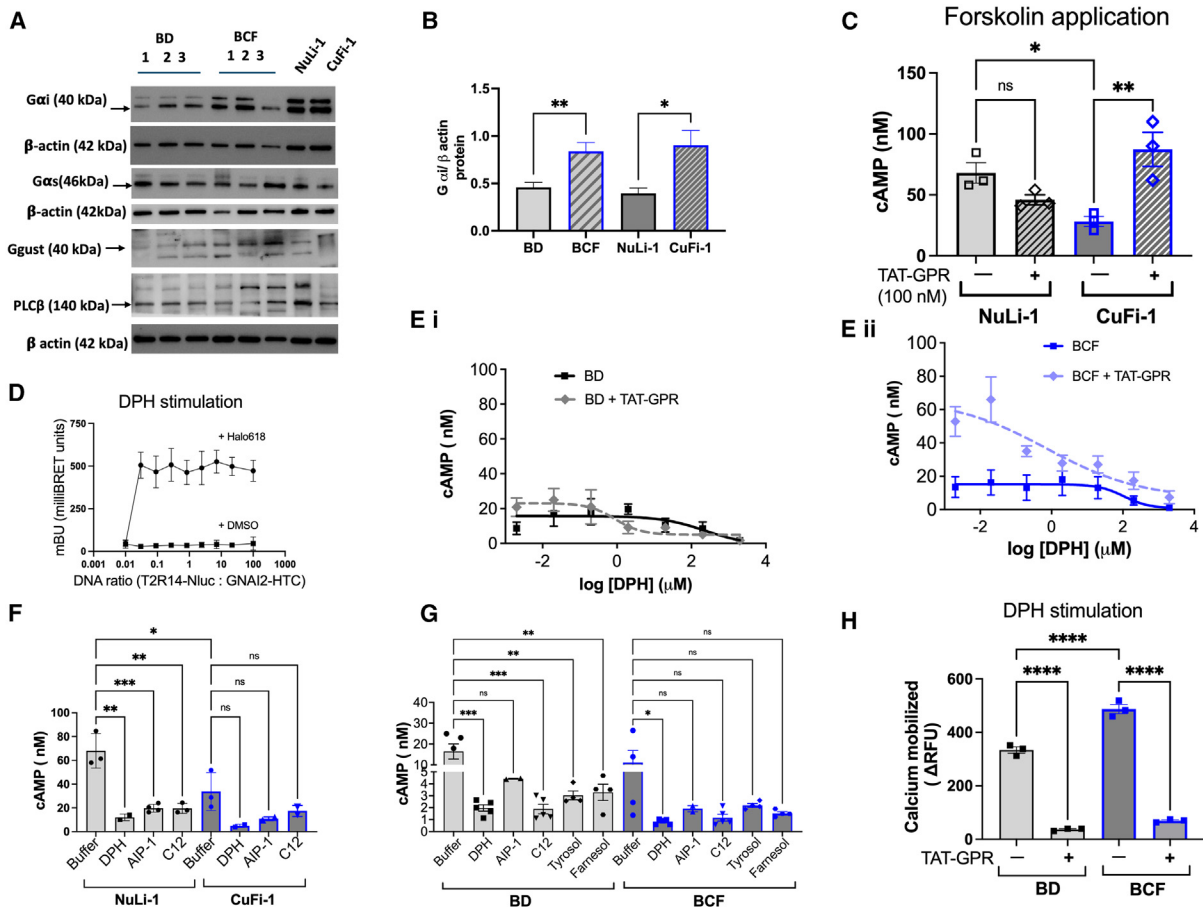 A
BD
BCF
NuLi-1
CuFi-1
1 2 3
1 2 3
Gαi (40 kDa)
β-actin (42 kDa)
Gαs(46kDa)
β-actin (42kDa)
Ggust (40 kDa)
PLCβ (140 kDa)
β actin (42 kDa)
B
G αi/ β actin
protein
1.5
1.0
0.5
0.0
**
*
BD
BCF
NuLi-1
CuFi-1
C
Forskolin application
cAMP (nM)
150
100
50
0
*
ns
**
TAT-GPR
(100 nM)
— + — +
NuLi-1
CuFi-1
D
DPH stimulation
mBU (milliBRET units)
750
500
250
0
+ Halo618
+ DMSO
0.001 0.01 0.1 1 10 100 1000
DNA ratio (T2R14-Nluc : GNAI2-HTC)
E i
cAMP ( nM)
100
80
60
40
20
0
BD
BD + TAT-GPR
-2 0 2 4
log [DPH] (μM)
E ii
BCF
BCF + TAT-GPR
cAMP ( nM)
100
80
60
40
20
0
-2 0 2 4
log [DPH] (μM)
F
cAMP ( nM)
100
80
60
40
20
0
*
**
***
**
ns
ns
ns
Buffer
DPH
AIP-1
C12
Buffer
DPH
AIP-1
C12
NuLi-1
CuFi-1
G
cAMP ( nM)
40
30
20
10
5
4
3
2
1
0
**
**
***
ns
***
ns
ns
ns
ns
*
Buffer
DPH
AIP-1
C12
Tyrosol
Farnesol
Buffer
DPH
AIP-1
C12
Tyrosol
Farnesol
BD
BCF
H
DPH stimulation
Calcium mobilized
( ΔRFU)
600
400
200
0
****
****
****
TAT-GPR
— + — +
BD
BCF